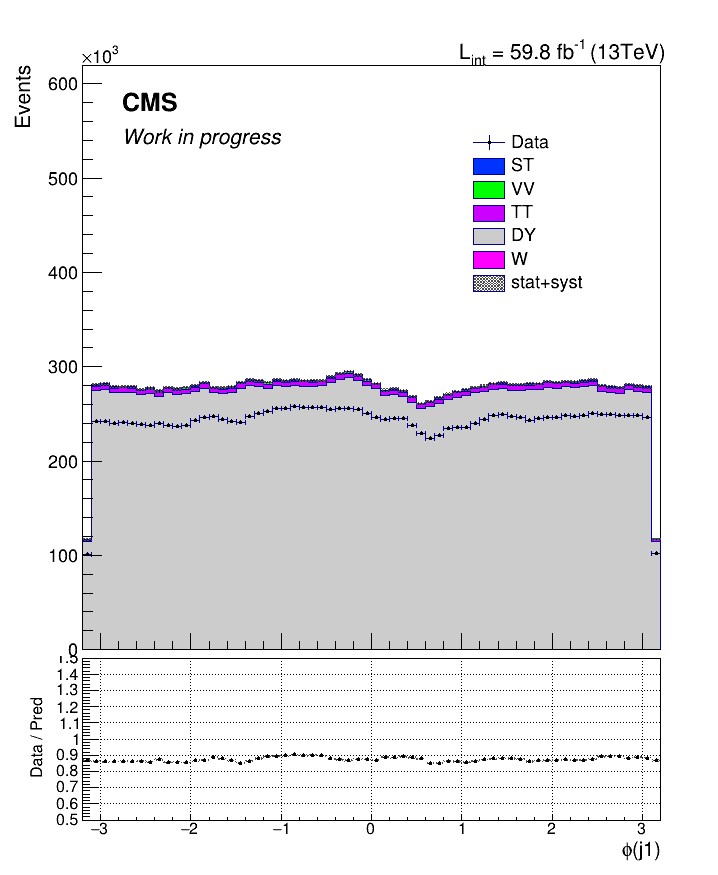 ×10³
L_int = 59.8 fb⁻¹ (13TeV)
Events
600
CMS
Work in progress
Data
ST
VV
TT
DY
W
stat+syst
500
400
300
200
100
0
Data / Pred
1.5
1.4
1.3
1.2
1.1
1
0.9
0.8
0.7
0.6
0.5
−3 −2 −1 0 1 2 3
ϕ(j1)